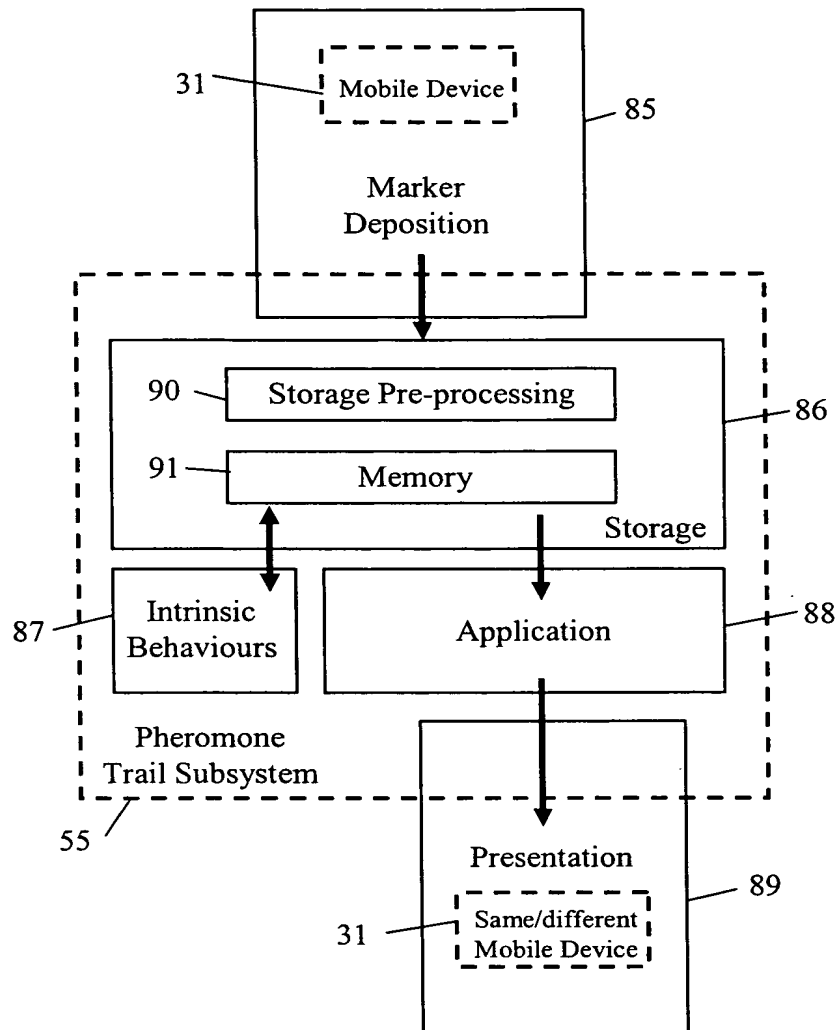 31
Mobile Device
85
Marker
Deposition
90
Storage Pre-processing
86
91
Memory
Storage
87
Intrinsic
Behaviours
Application
88
Pheromone
Trail Subsystem
55
Presentation
89
31
Same/different
Mobile Device